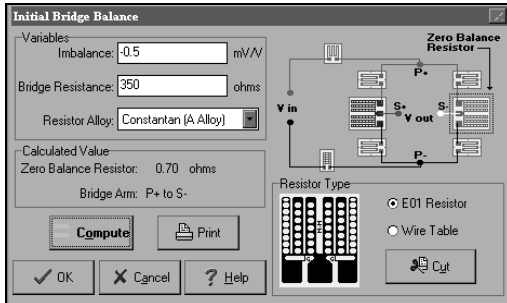 Initial Bridge Balance
Variables
Imbalance: -0.5 mV/V
Bridge Resistance: 350 ohms
Resistor Alloy: Constantan (A Alloy)
Calculated Value
Zero Balance Resistor: 0.70 ohms
Bridge Arm: P+ to S-
Compute
Print
OK
Cancel
? Help
Zero Balance
Resistor
P+
V in
S+
S-
V out
P-
Resistor Type
E01 Resistor
Wire Table
Cut